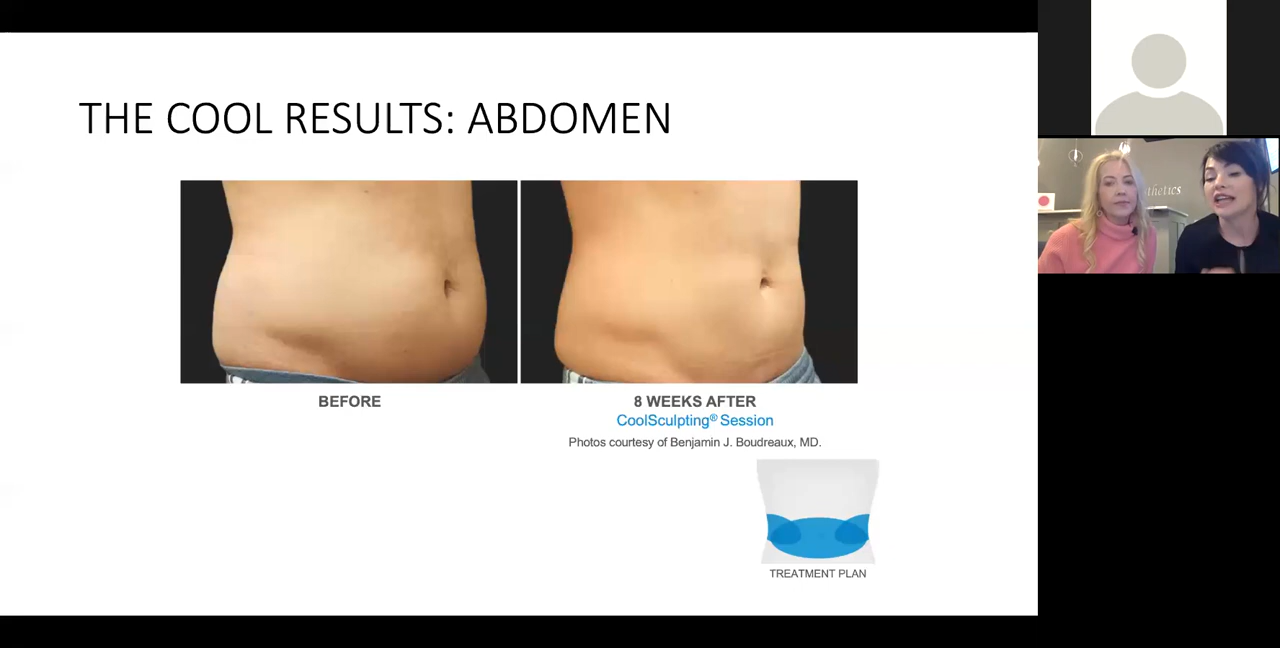 THE COOL RESULTS: ABDOMEN
BEFORE
8 WEEKS AFTER
CoolSculpting® Session
Photos courtesy of Benjamin J. Boudreaux, MD.
TREATMENT PLAN